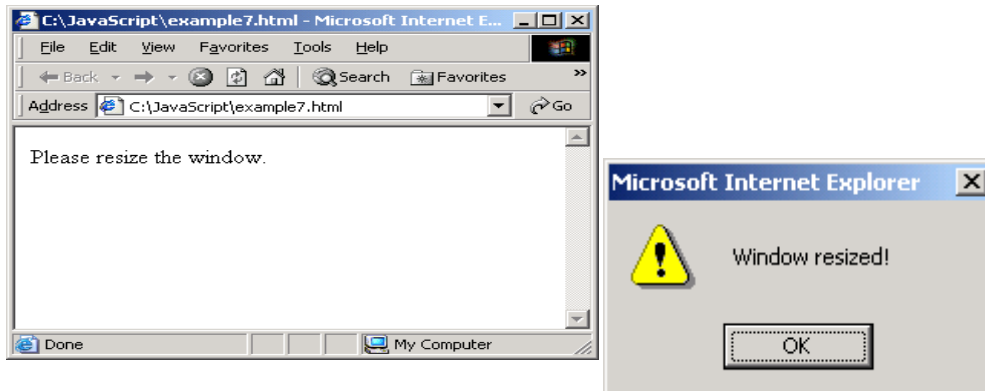 C:\JavaScript\example7.html - Microsoft Internet E...
File Edit View Favorites Tools Help
Back Search Favorites »
Address C:\JavaScript\example7.html Go
Please resize the window.
Done My Computer
Microsoft Internet Explorer
Window resized!
OK